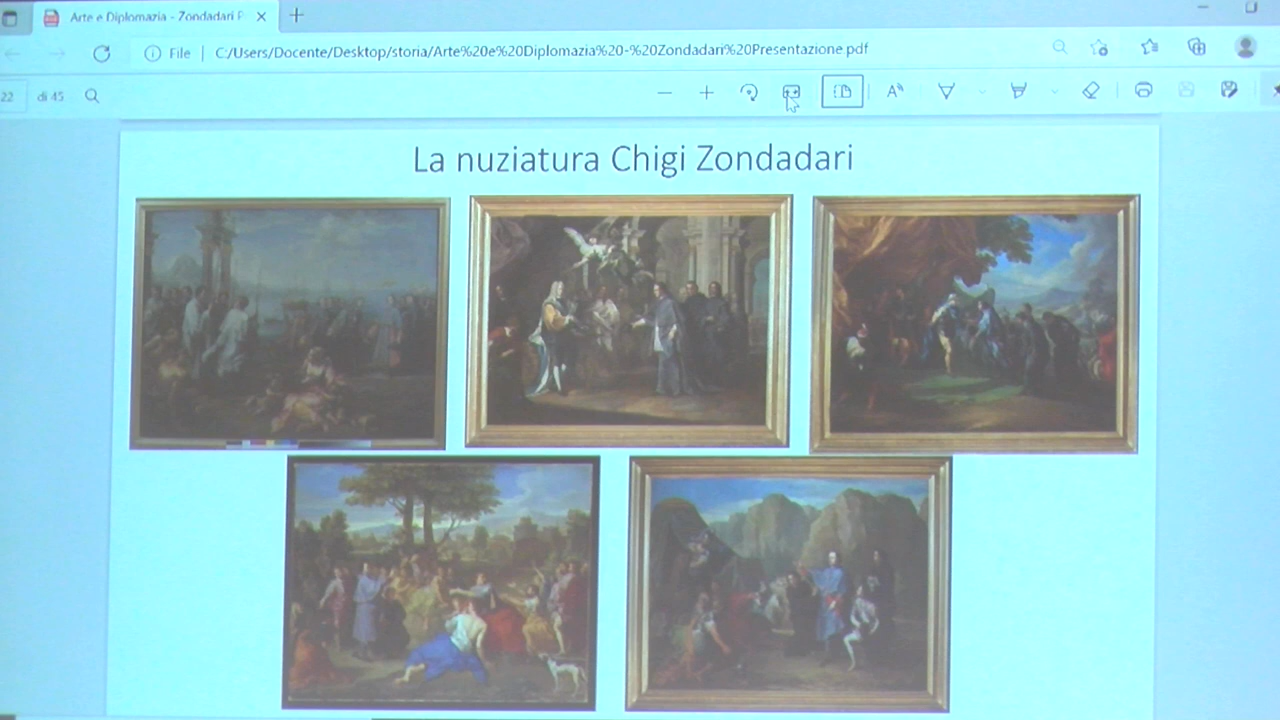 Arte e Diplomazia - Zondadari P
File
C:/Users/Docente/Desktop/storia/Arte%20e%20Diplomazia%20-%20Zondadari%20Presentazione.pdf
22 di 45
La nuziatura Chigi Zondadari